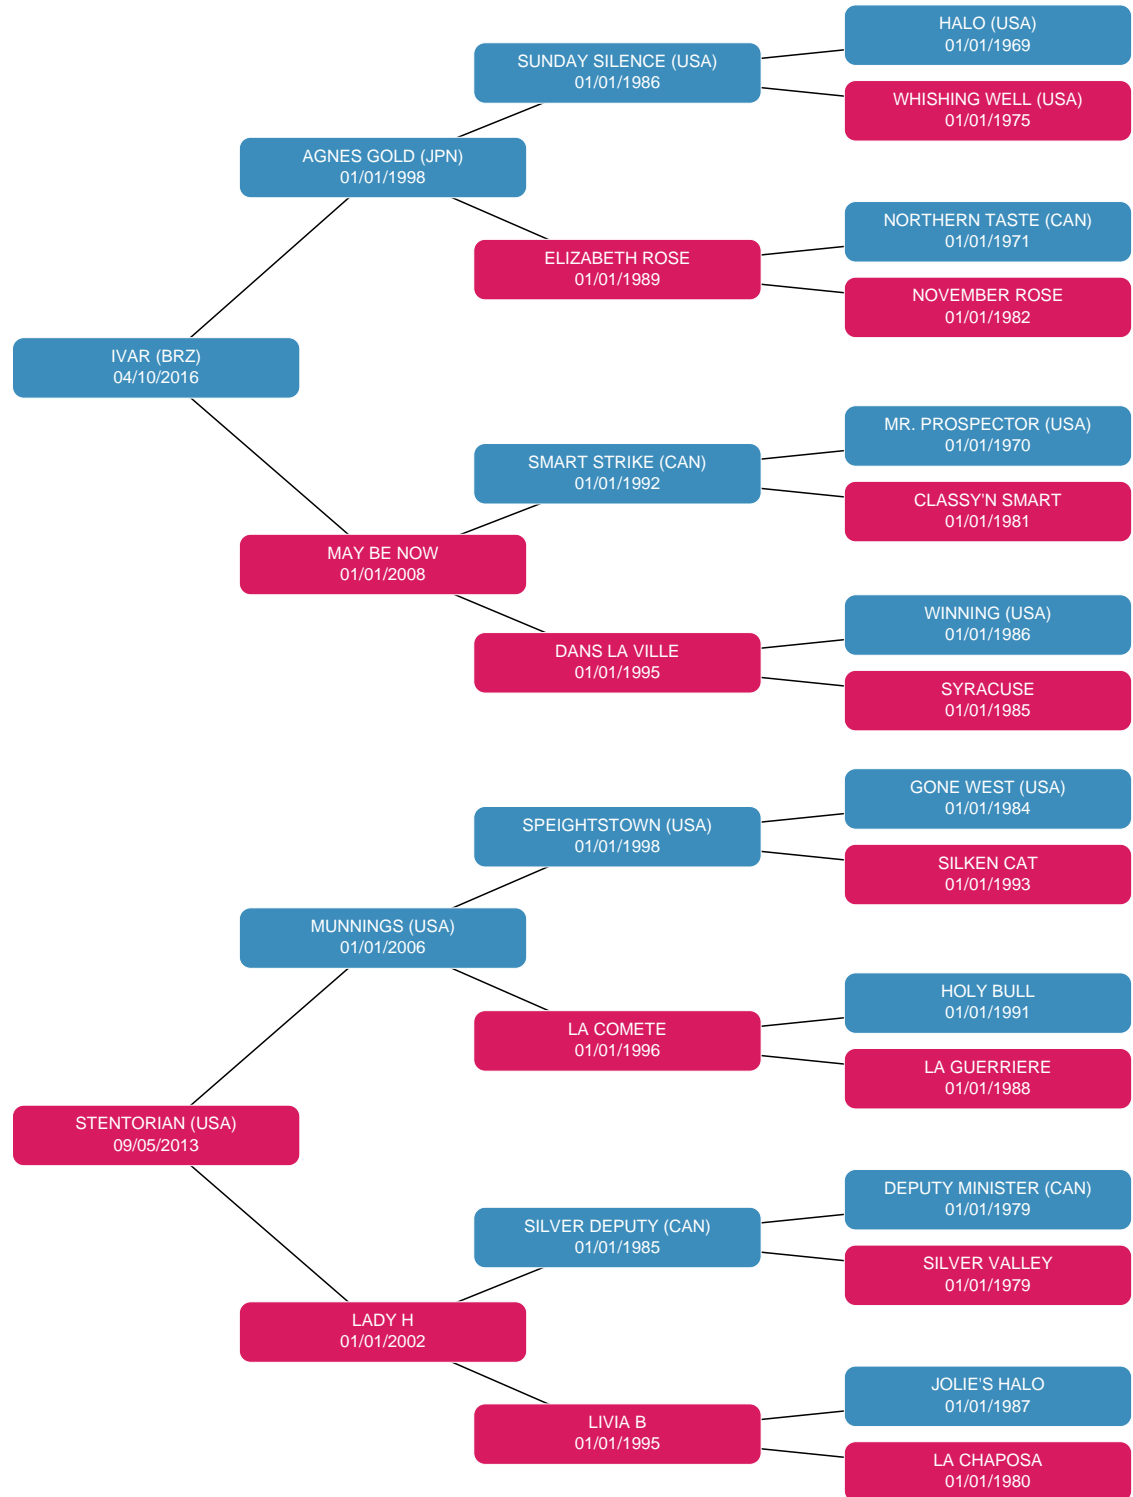 HALO (USA)
01/01/1969
SUNDAY SILENCE (USA)
01/01/1986
WHISHING WELL (USA)
01/01/1975
AGNES GOLD (JPN)
01/01/1998
NORTHERN TASTE (CAN)
01/01/1971
ELIZABETH ROSE
01/01/1989
NOVEMBER ROSE
01/01/1982
IVAR (BRZ)
04/10/2016
MR. PROSPECTOR (USA)
01/01/1970
SMART STRIKE (CAN)
01/01/1992
CLASSY'N SMART
01/01/1981
MAY BE NOW
01/01/2008
WINNING (USA)
01/01/1986
DANS LA VILLE
01/01/1995
SYRACUSE
01/01/1985
GONE WEST (USA)
01/01/1984
SPEIGHTSTOWN (USA)
01/01/1998
SILKEN CAT
01/01/1993
MUNNINGS (USA)
01/01/2006
HOLY BULL
01/01/1991
LA COMETE
01/01/1996
LA GUERRIERE
01/01/1988
STENTORIAN (USA)
09/05/2013
DEPUTY MINISTER (CAN)
01/01/1979
SILVER DEPUTY (CAN)
01/01/1985
SILVER VALLEY
01/01/1979
LADY H
01/01/2002
JOLIE'S HALO
01/01/1987
LIVIA B
01/01/1995
LA CHAPOSA
01/01/1980